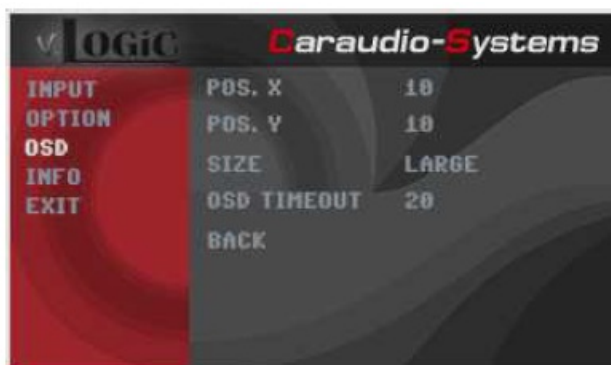 v.LOGiC Caraudio-Systems
INPUT
OPTION
OSD
INFO
EXIT
POS. X 10
POS. Y 10
SIZE LARGE
OSD TIMEOUT 20
BACK